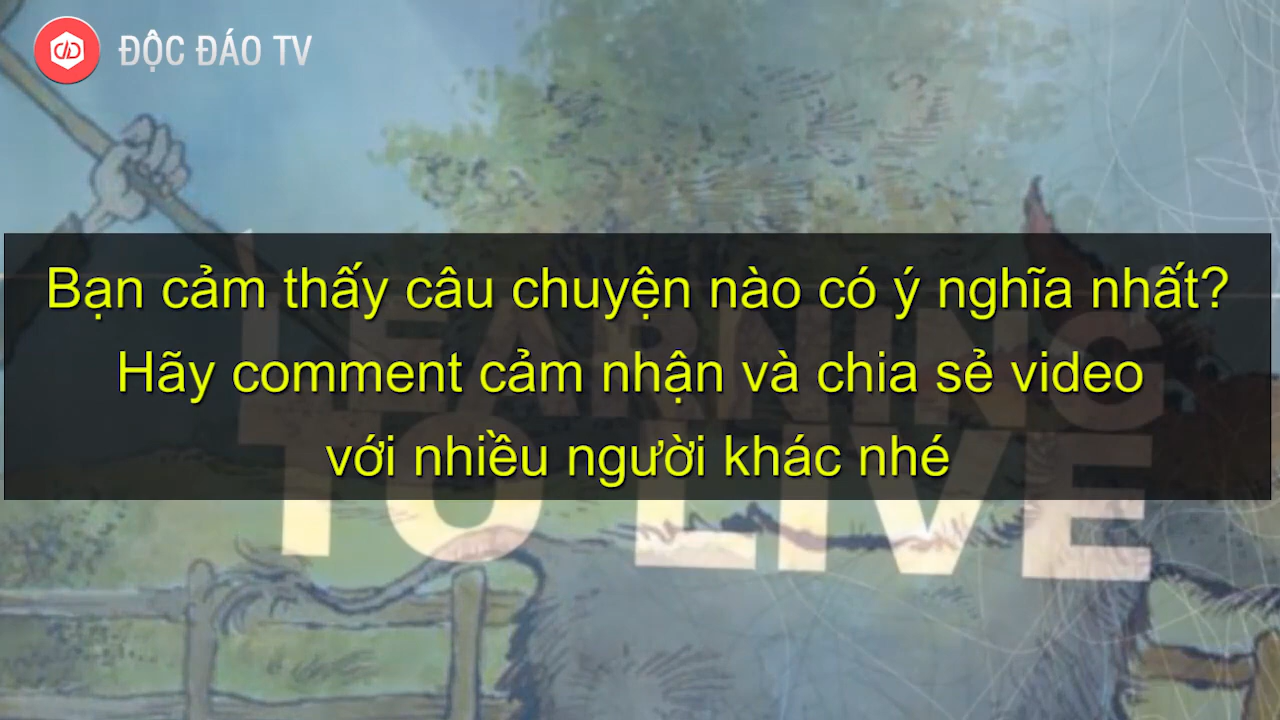 ĐỘC ĐÁO TV
Bạn cảm thấy câu chuyện nào có ý nghĩa nhất?
Hãy comment cảm nhận và chia sẻ video
với nhiều người khác nhé
LEARNING
TO LIVE